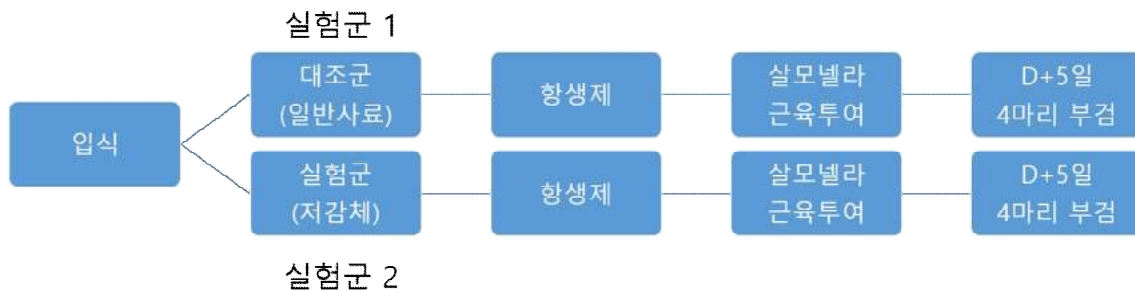 실험군 1
입식
대조군
(일반사료)
항생제
살모넬라
근육투여
D+5일
4마리 부검
실험군
(저감체)
항생제
살모넬라
근육투여
D+5일
4마리 부검
실험군 2